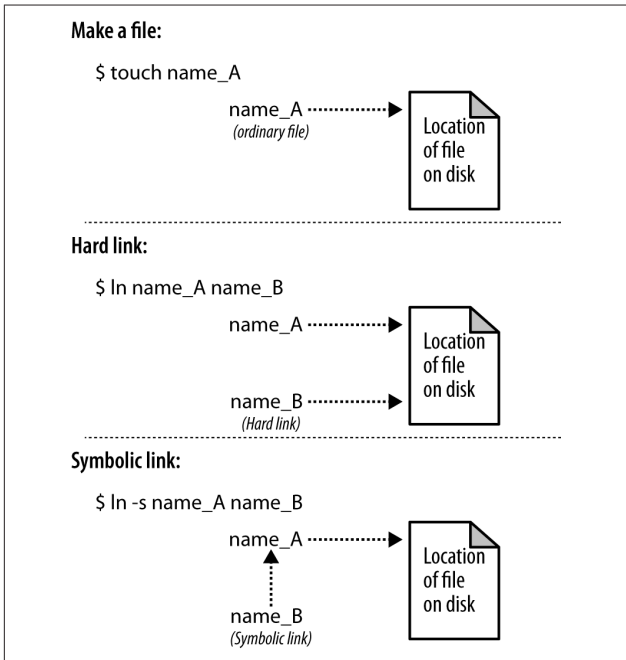 Make a file:
$ touch name_A
name_A
(ordinary file)
Location
of file
on disk
Hard link:
$ ln name_A name_B
name_A
name_B
(Hard link)
Location
of file
on disk
Symbolic link:
$ ln -s name_A name_B
name_A
name_B
(Symbolic link)
Location
of file
on disk